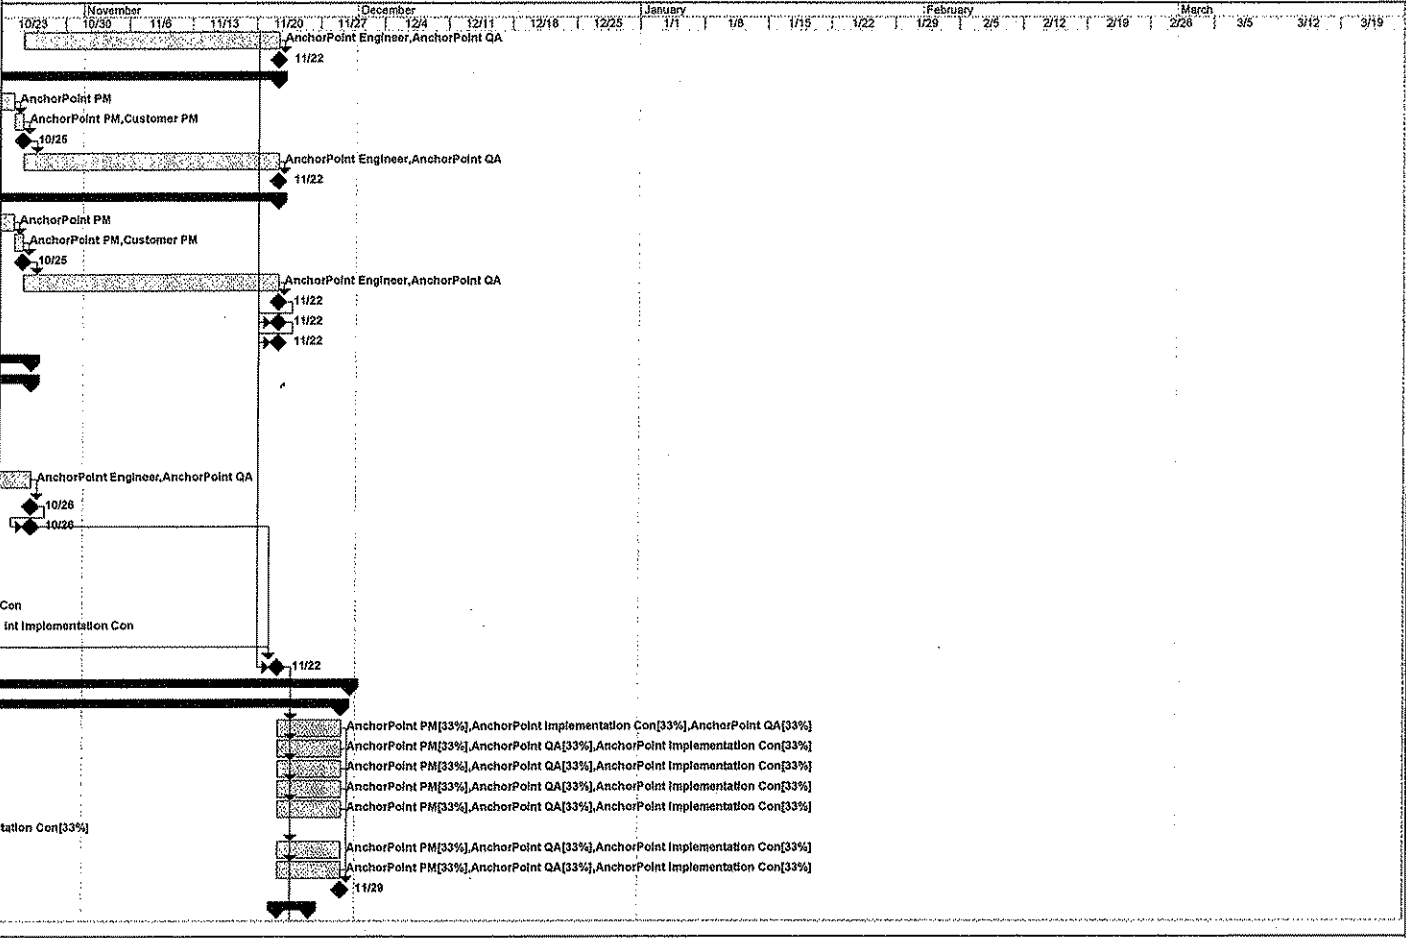 November December January February March
10/23 10/30 11/6 11/13 11/20 11/27 12/4 12/11 12/18 12/25 1/1 1/8 1/15 1/22 1/29 2/5 2/12 2/19 2/26 3/5 3/12 3/19
AnchorPoint Engineer,AnchorPoint QA
11/22
AnchorPoint PM
AnchorPoint PM,Customer PM
10/25
AnchorPoint Engineer,AnchorPoint QA
11/22
AnchorPoint PM
AnchorPoint PM,Customer PM
10/25
AnchorPoint Engineer,AnchorPoint QA
11/22
11/22
11/22
AnchorPoint Engineer,AnchorPoint QA
10/26
10/26
Con
int Implementation Con
11/22
AnchorPoint PM[33%],AnchorPoint Implementation Con[33%],AnchorPoint QA[33%]
AnchorPoint PM[33%],AnchorPoint QA[33%],AnchorPoint Implementation Con[33%]
AnchorPoint PM[33%],AnchorPoint QA[33%],AnchorPoint Implementation Con[33%]
AnchorPoint PM[33%],AnchorPoint QA[33%],AnchorPoint Implementation Con[33%]
AnchorPoint PM[33%],AnchorPoint QA[33%],AnchorPoint Implementation Con[33%]
tation Con[33%]
AnchorPoint PM[33%],AnchorPoint QA[33%],AnchorPoint Implementation Con[33%]
AnchorPoint PM[33%],AnchorPoint QA[33%],AnchorPoint Implementation Con[33%]
11/29